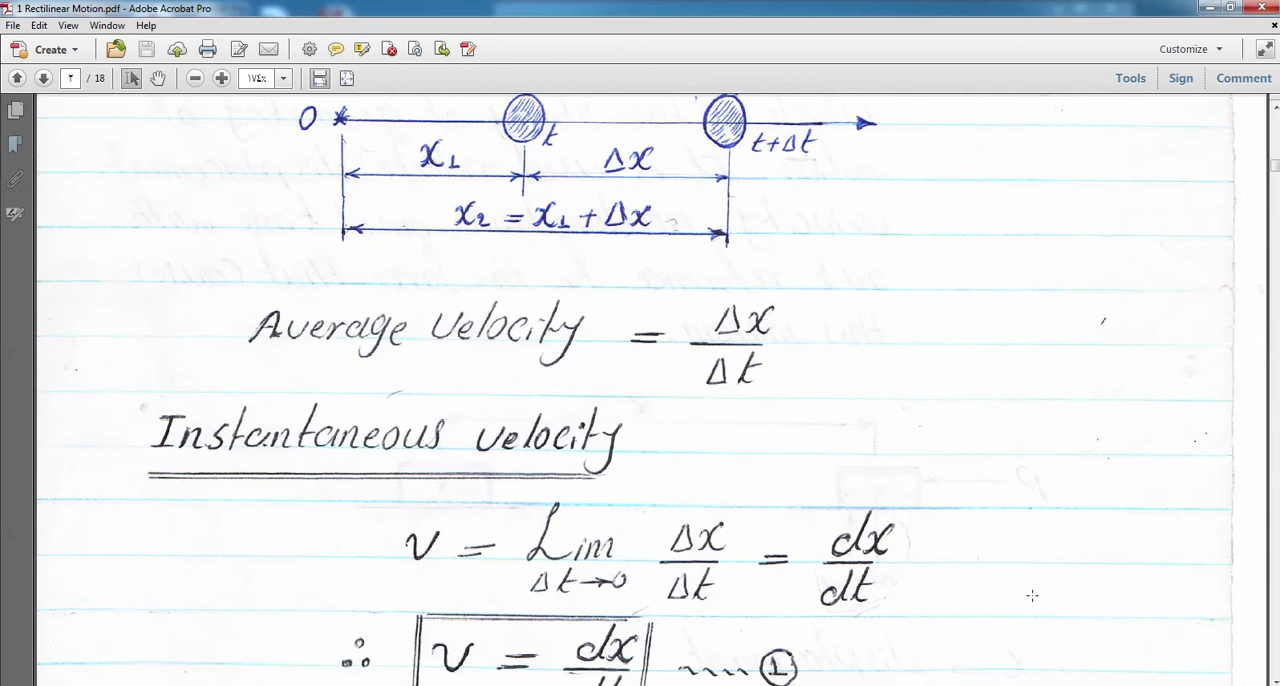 1 Rectilinear Motion.pdf - Adobe Acrobat Pro
File Edit View Window Help
Create Customize
٢ / 18 ١٧٤٪ Tools Sign Comment
O t t+Δt
x₁ Δx
x₂ = x₁ + Δx
Average Velocity = Δx/Δt
Instantaneous velocity
v = Lim Δt→0 Δx/Δt = dx/dt
∴ v = dx/ ---- ①